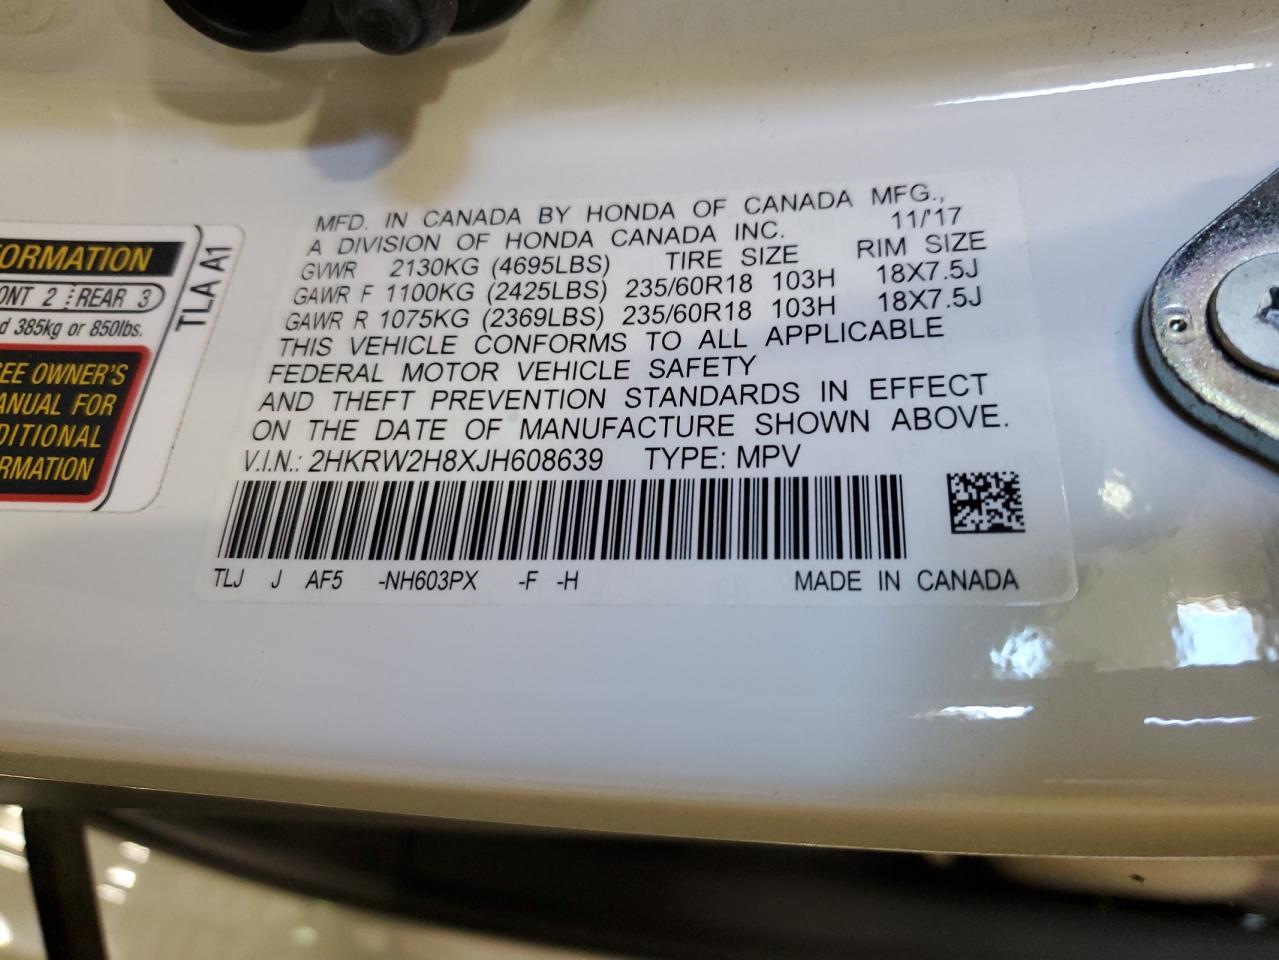 ORMATION
ONT 2 REAR 3
d 385kg or 850lbs.
EE OWNER'S
ANUAL FOR
DITIONAL
RMATION
TLA A1
MFD. IN CANADA BY HONDA OF CANADA MFG.,
A DIVISION OF HONDA CANADA INC. 11/'17
GVWR 2130KG (4695LBS) TIRE SIZE RIM SIZE
GAWR F 1100KG (2425LBS) 235/60R18 103H 18X7.5J
GAWR R 1075KG (2369LBS) 235/60R18 103H 18X7.5J
THIS VEHICLE CONFORMS TO ALL APPLICABLE
FEDERAL MOTOR VEHICLE SAFETY
AND THEFT PREVENTION STANDARDS IN EFFECT
ON THE DATE OF MANUFACTURE SHOWN ABOVE.
V.I.N.: 2HKRW2H8XJH608639 TYPE: MPV
TLJ J AF5 -NH603PX -F -H MADE IN CANADA